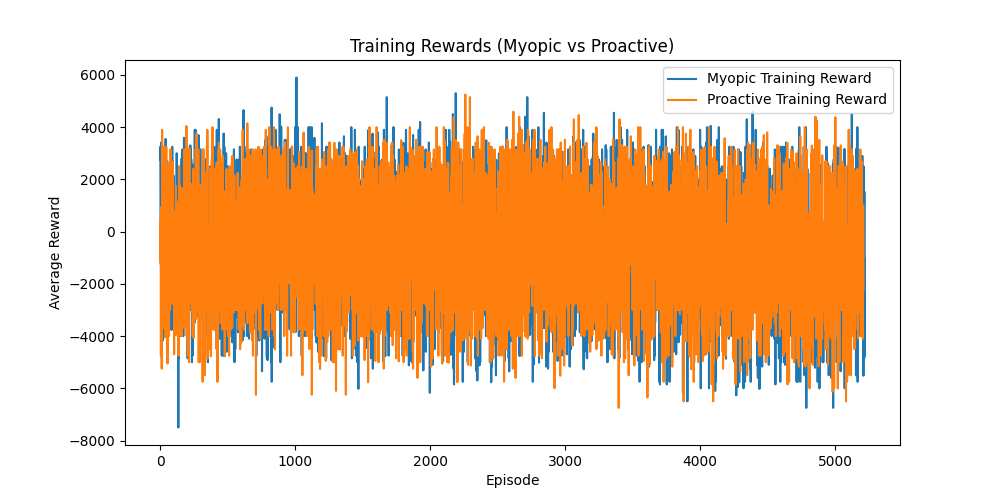 Training Rewards (Myopic vs Proactive)
Myopic Training Reward
Proactive Training Reward
Average Reward
6000
4000
2000
0
−2000
−4000
−6000
−8000
0 1000 2000 3000 4000 5000
Episode